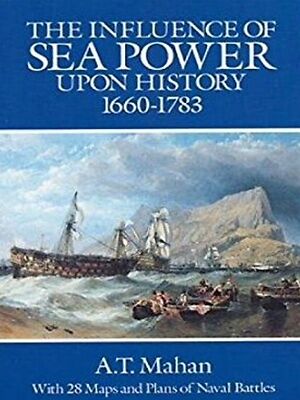 THE INFLUENCE OF
SEA POWER
UPON HISTORY
1660-1783
A.T. Mahan
With 28 Maps and Plans of Naval Battles